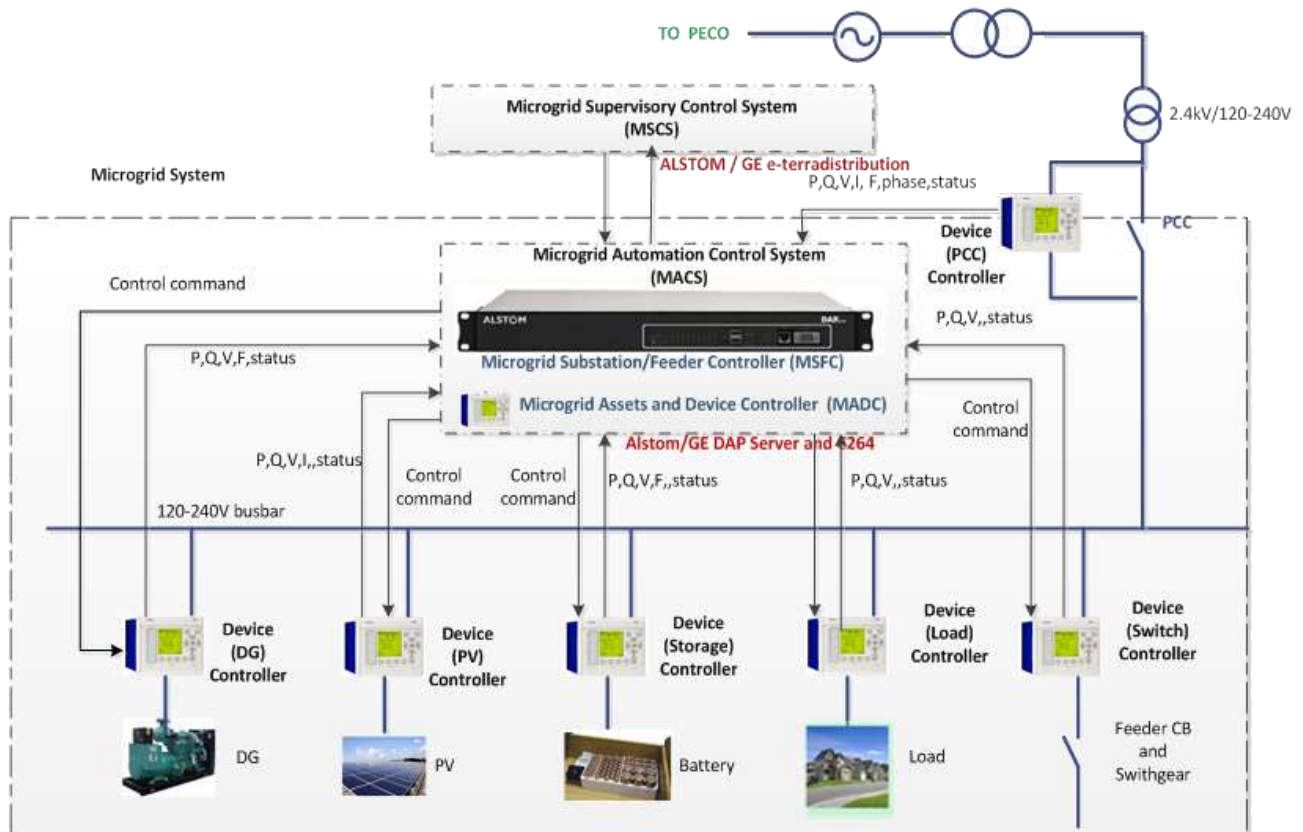 TO PECO
Microgrid Supervisory Control System
(MSCS)
2.4kV/120-240V
ALSTOM / GE e-terradistribution
Microgrid System
P,Q,V,I, F,phase,status
PCC
Device
(PCC)
Controller
Microgrid Automation Control System
(MACS)
Control command
ALSTOM
DAP
P,Q,V,,status
P,Q,V,F,status
Microgrid Substation/Feeder Controller (MSFC)
Microgrid Assets and Device Controller (MADC)
Control
command
Alstom/GE DAP Server and 264
P,Q,V,I,,status
Control
command
Control
command
P,Q,V,F,,status
P,Q,V,,status
120-240V busbar
Device
(DG)
Controller
Device
(PV)
Controller
Device
(Storage)
Controller
Device
(Load)
Controller
Device
(Switch)
Controller
DG
PV
Battery
Load
Feeder CB
and
Swithgear